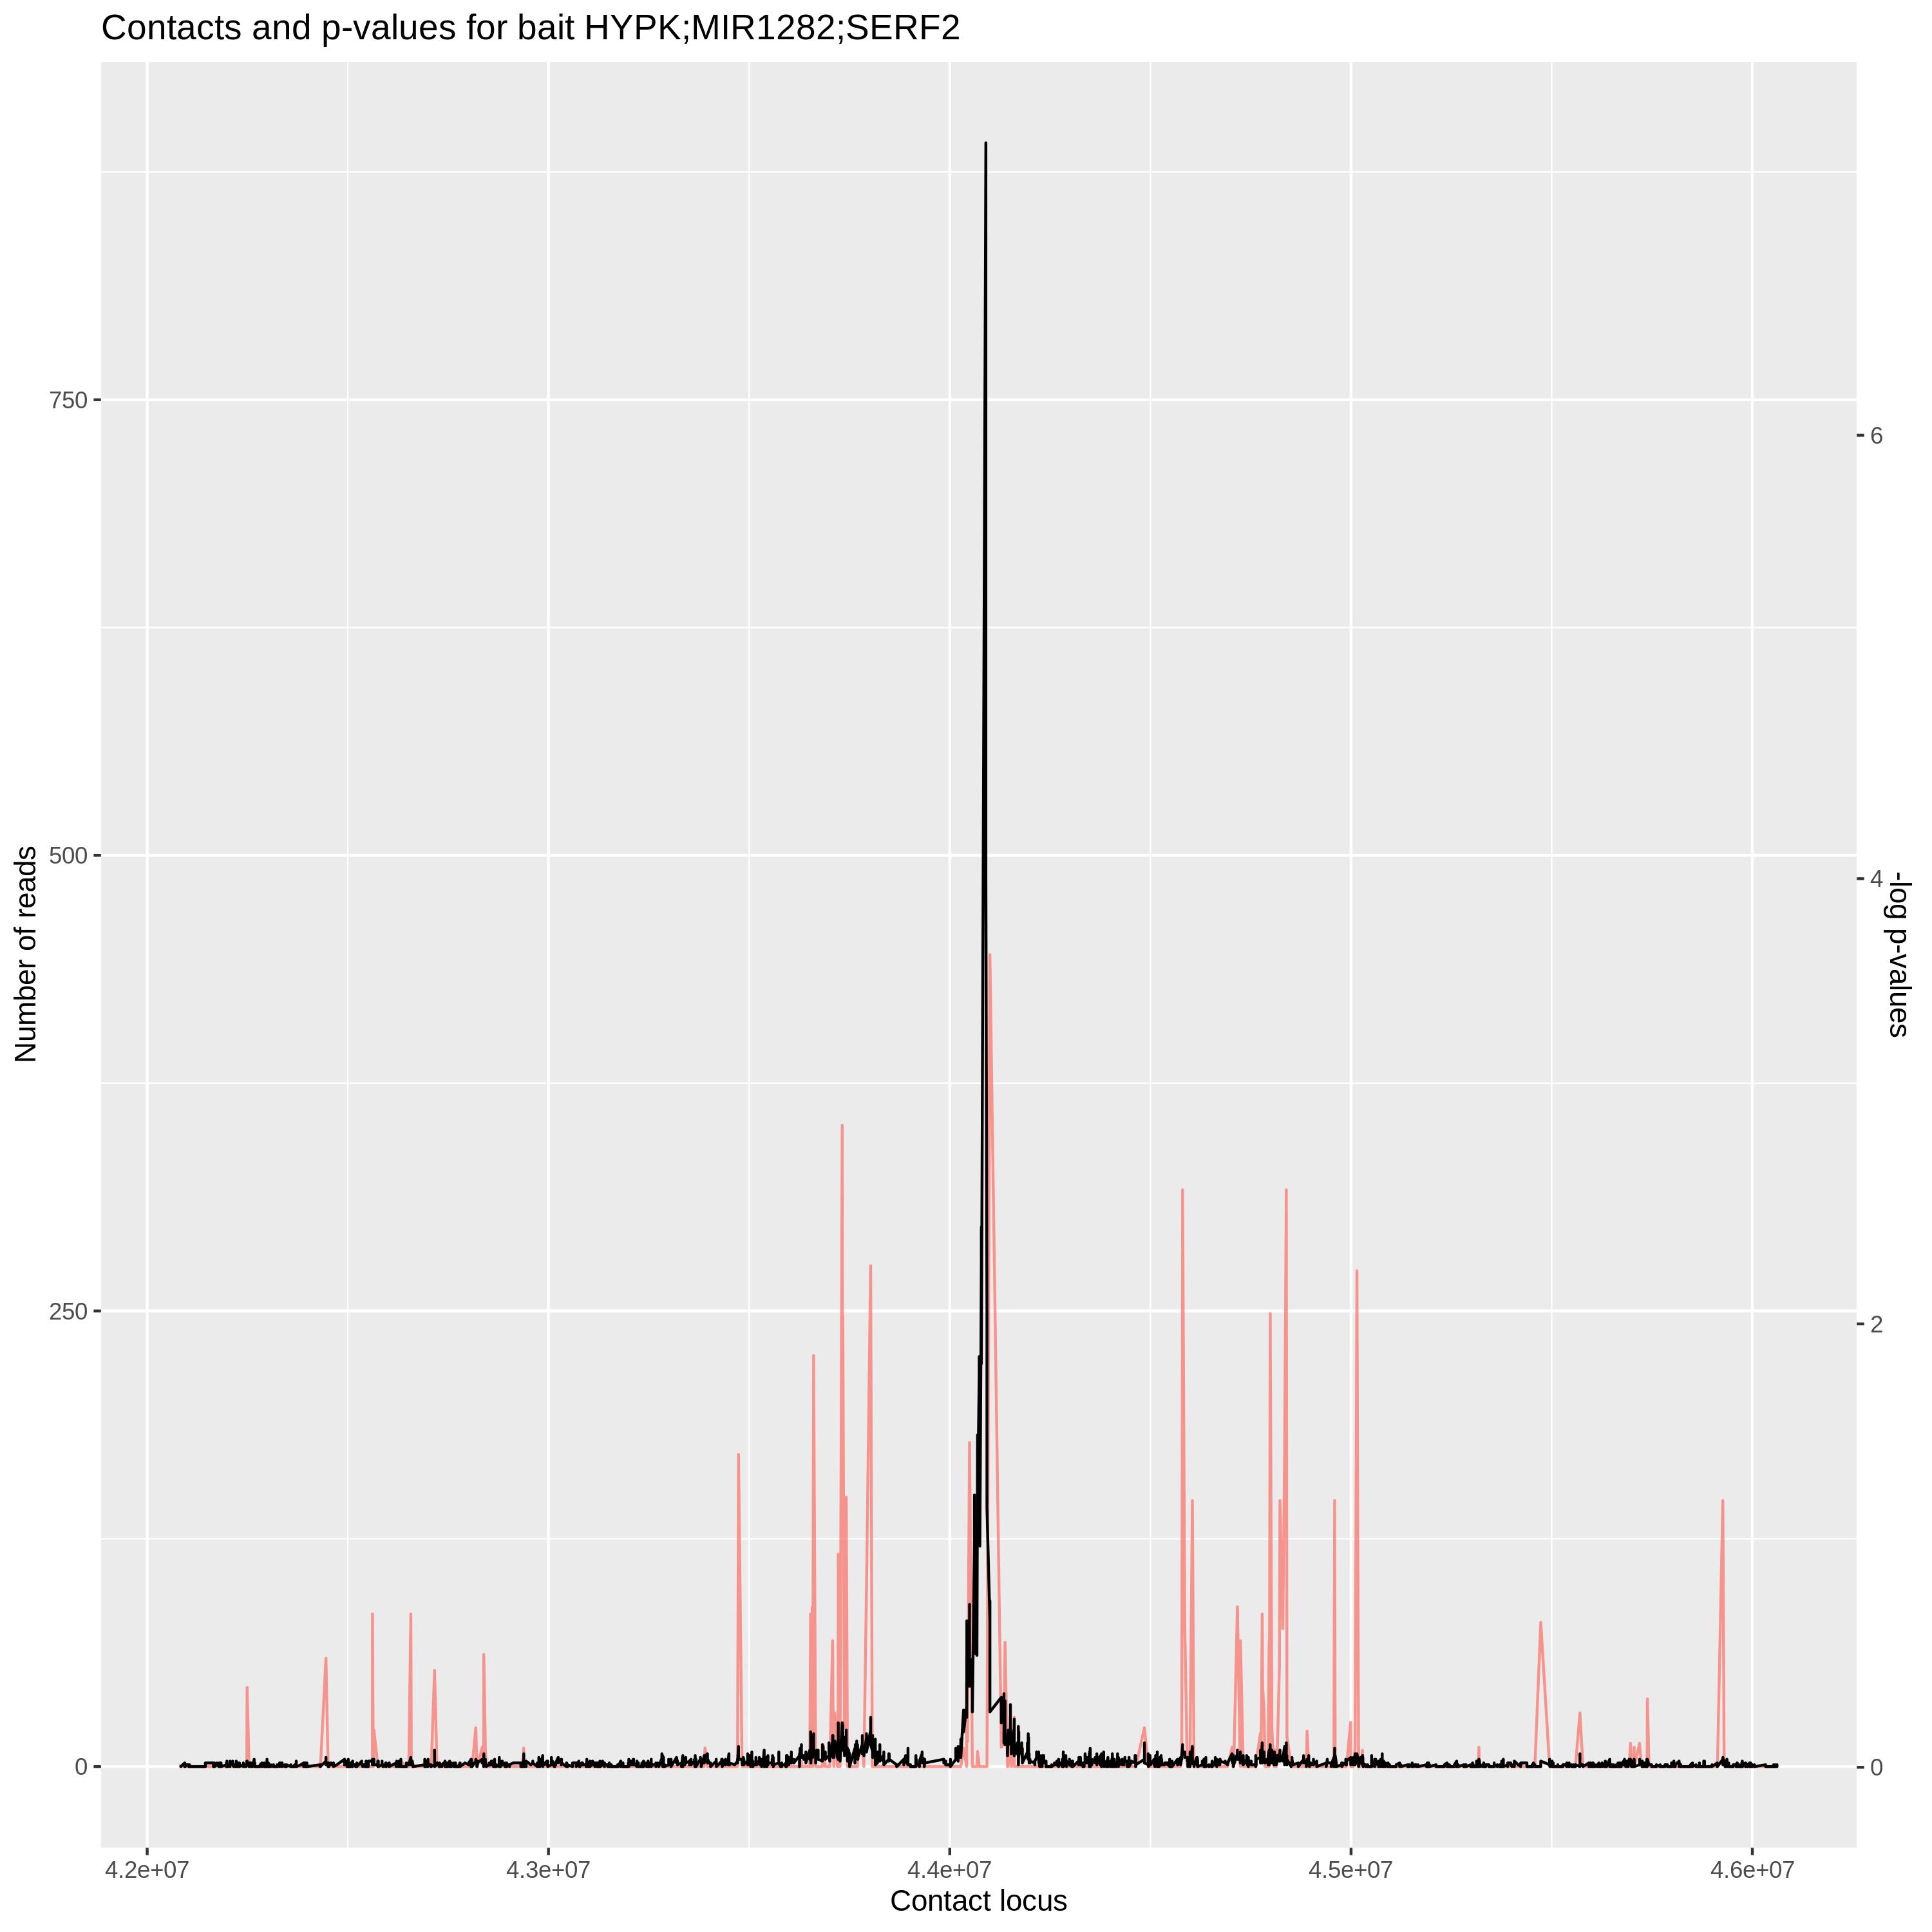 Contacts and p-values for bait HYPK;MIR1282;SERF2
750
500
250
0
Number of reads
6
4
2
0
-log p-values
4.2e+07 4.3e+07 4.4e+07 4.5e+07 4.6e+07
Contact locus